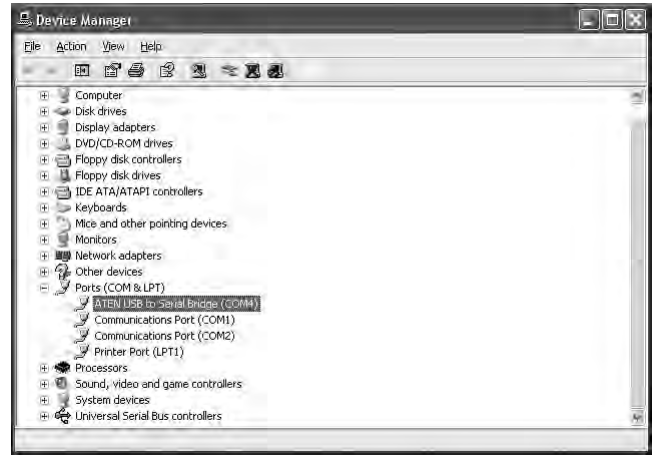 Device Manager
File Action View Help
Computer
Disk drives
Display adapters
DVD/CD-ROM drives
Floppy disk controllers
Floppy disk drives
IDE ATA/ATAPI controllers
Keyboards
Mice and other pointing devices
Monitors
Network adapters
Other devices
Ports (COM & LPT)
ATEN USB to Serial Bridge (COM4)
Communications Port (COM1)
Communications Port (COM2)
Printer Port (LPT1)
Processors
Sound, video and game controllers
System devices
Universal Serial Bus controllers